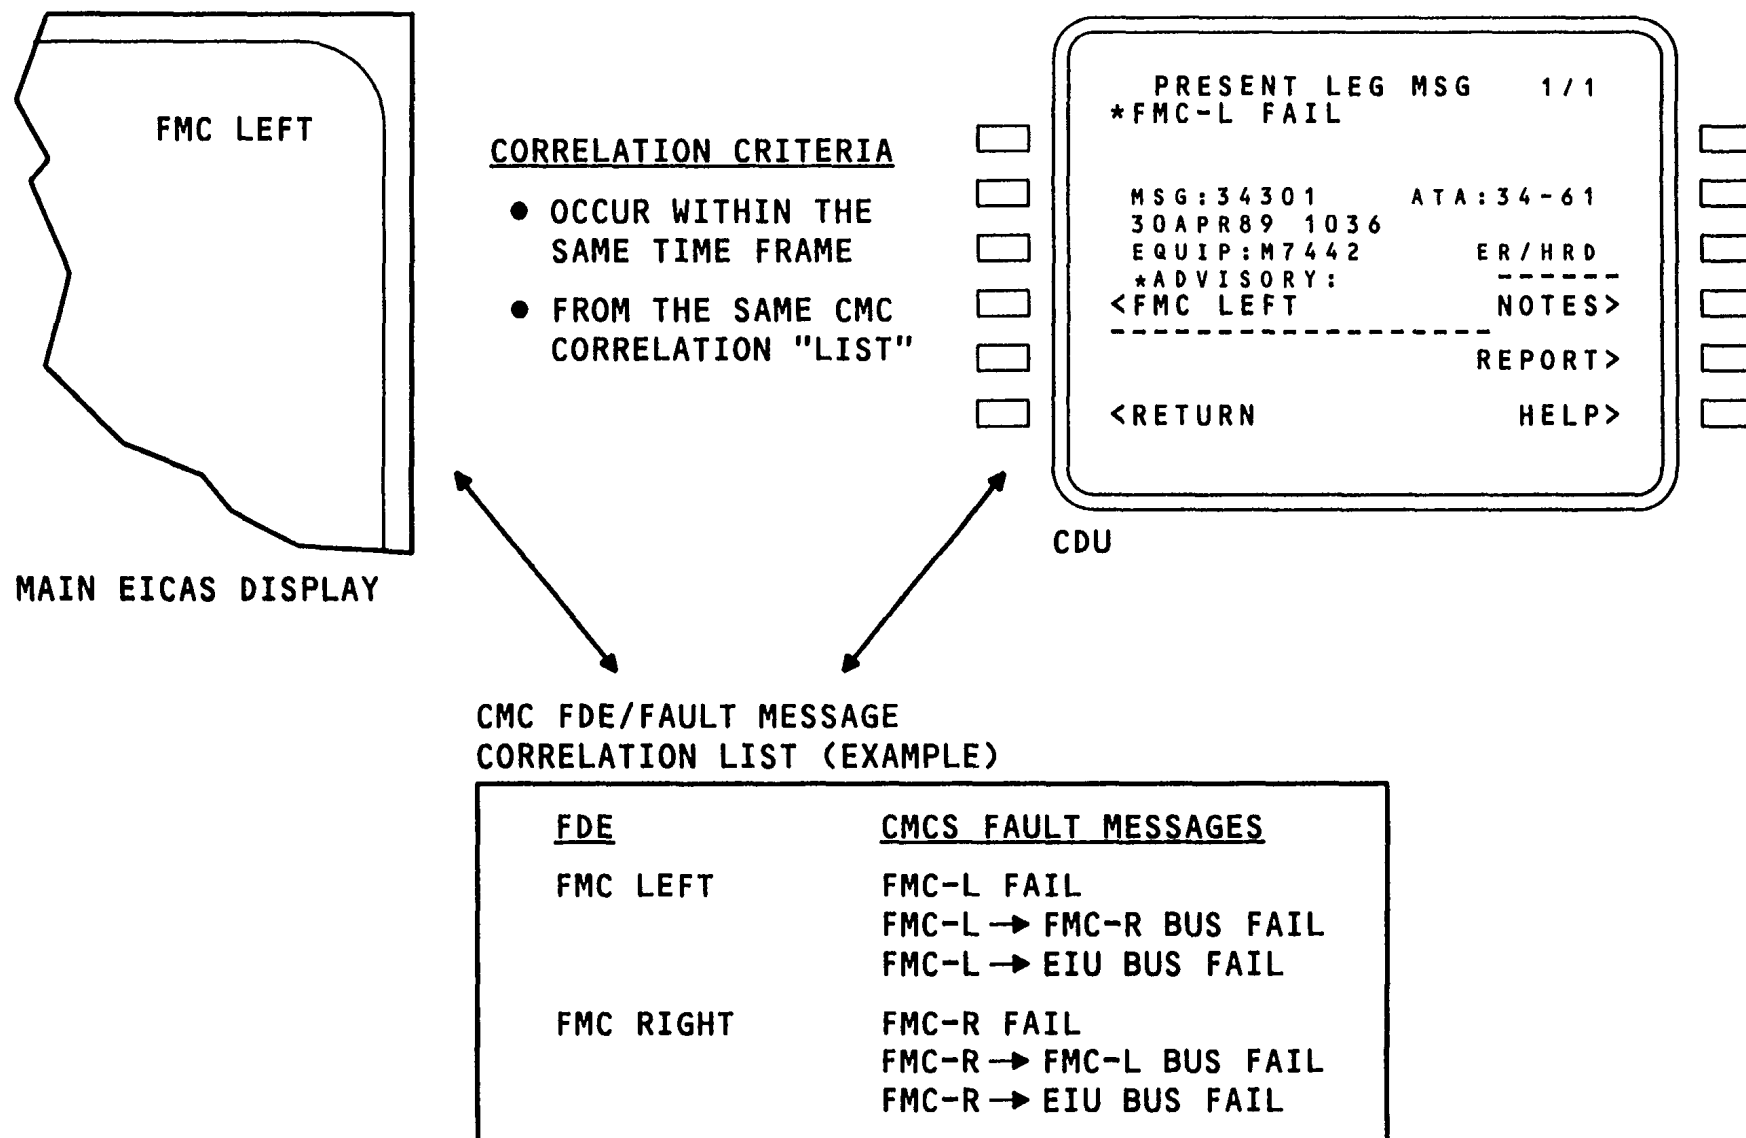 FMC LEFT
MAIN EICAS DISPLAY
CORRELATION CRITERIA
● OCCUR WITHIN THE
SAME TIME FRAME
● FROM THE SAME CMC
CORRELATION "LIST"
PRESENT LEG MSG 1/1
*FMC-L FAIL
MSG:34301 ATA:34-61
30APR89 1036
EQUIP:M7442 ER/HRD
*ADVISORY: ------
<FMC LEFT NOTES>
------------------
REPORT>
<RETURN HELP>
CDU
CMC FDE/FAULT MESSAGE
CORRELATION LIST (EXAMPLE)
FDE CMCS FAULT MESSAGES
FMC LEFT FMC-L FAIL
FMC-L → FMC-R BUS FAIL
FMC-L → EIU BUS FAIL
FMC RIGHT FMC-R FAIL
FMC-R → FMC-L BUS FAIL
FMC-R → EIU BUS FAIL